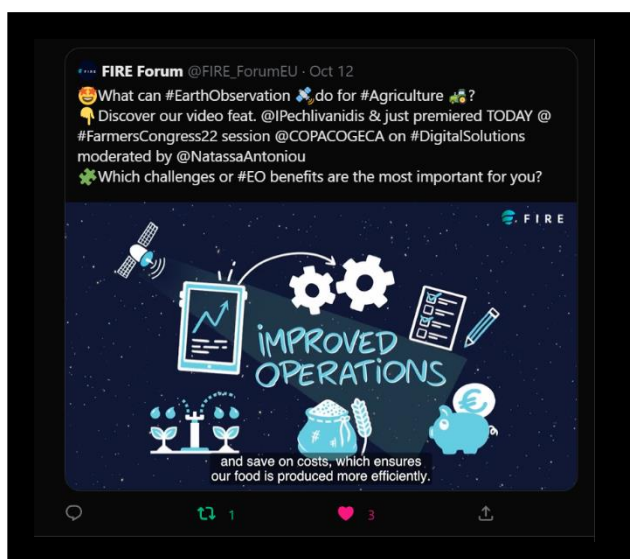 FIRE Forum @FIRE_ForumEU · Oct 12
🤩What can #EarthObservation 🛰️do for #Agriculture 🚜?
👇Discover our video feat. @IPechlivanidis & just premiered TODAY @
#FarmersCongress22 session @COPACOGECA on #DigitalSolutions
moderated by @NatassaAntoniou
🧩Which challenges or #EO benefits are the most important for you?
FIRE
iMPROVED
OPERATiONS
€
and save on costs, which ensures
our food is produced more efficiently.
1
3